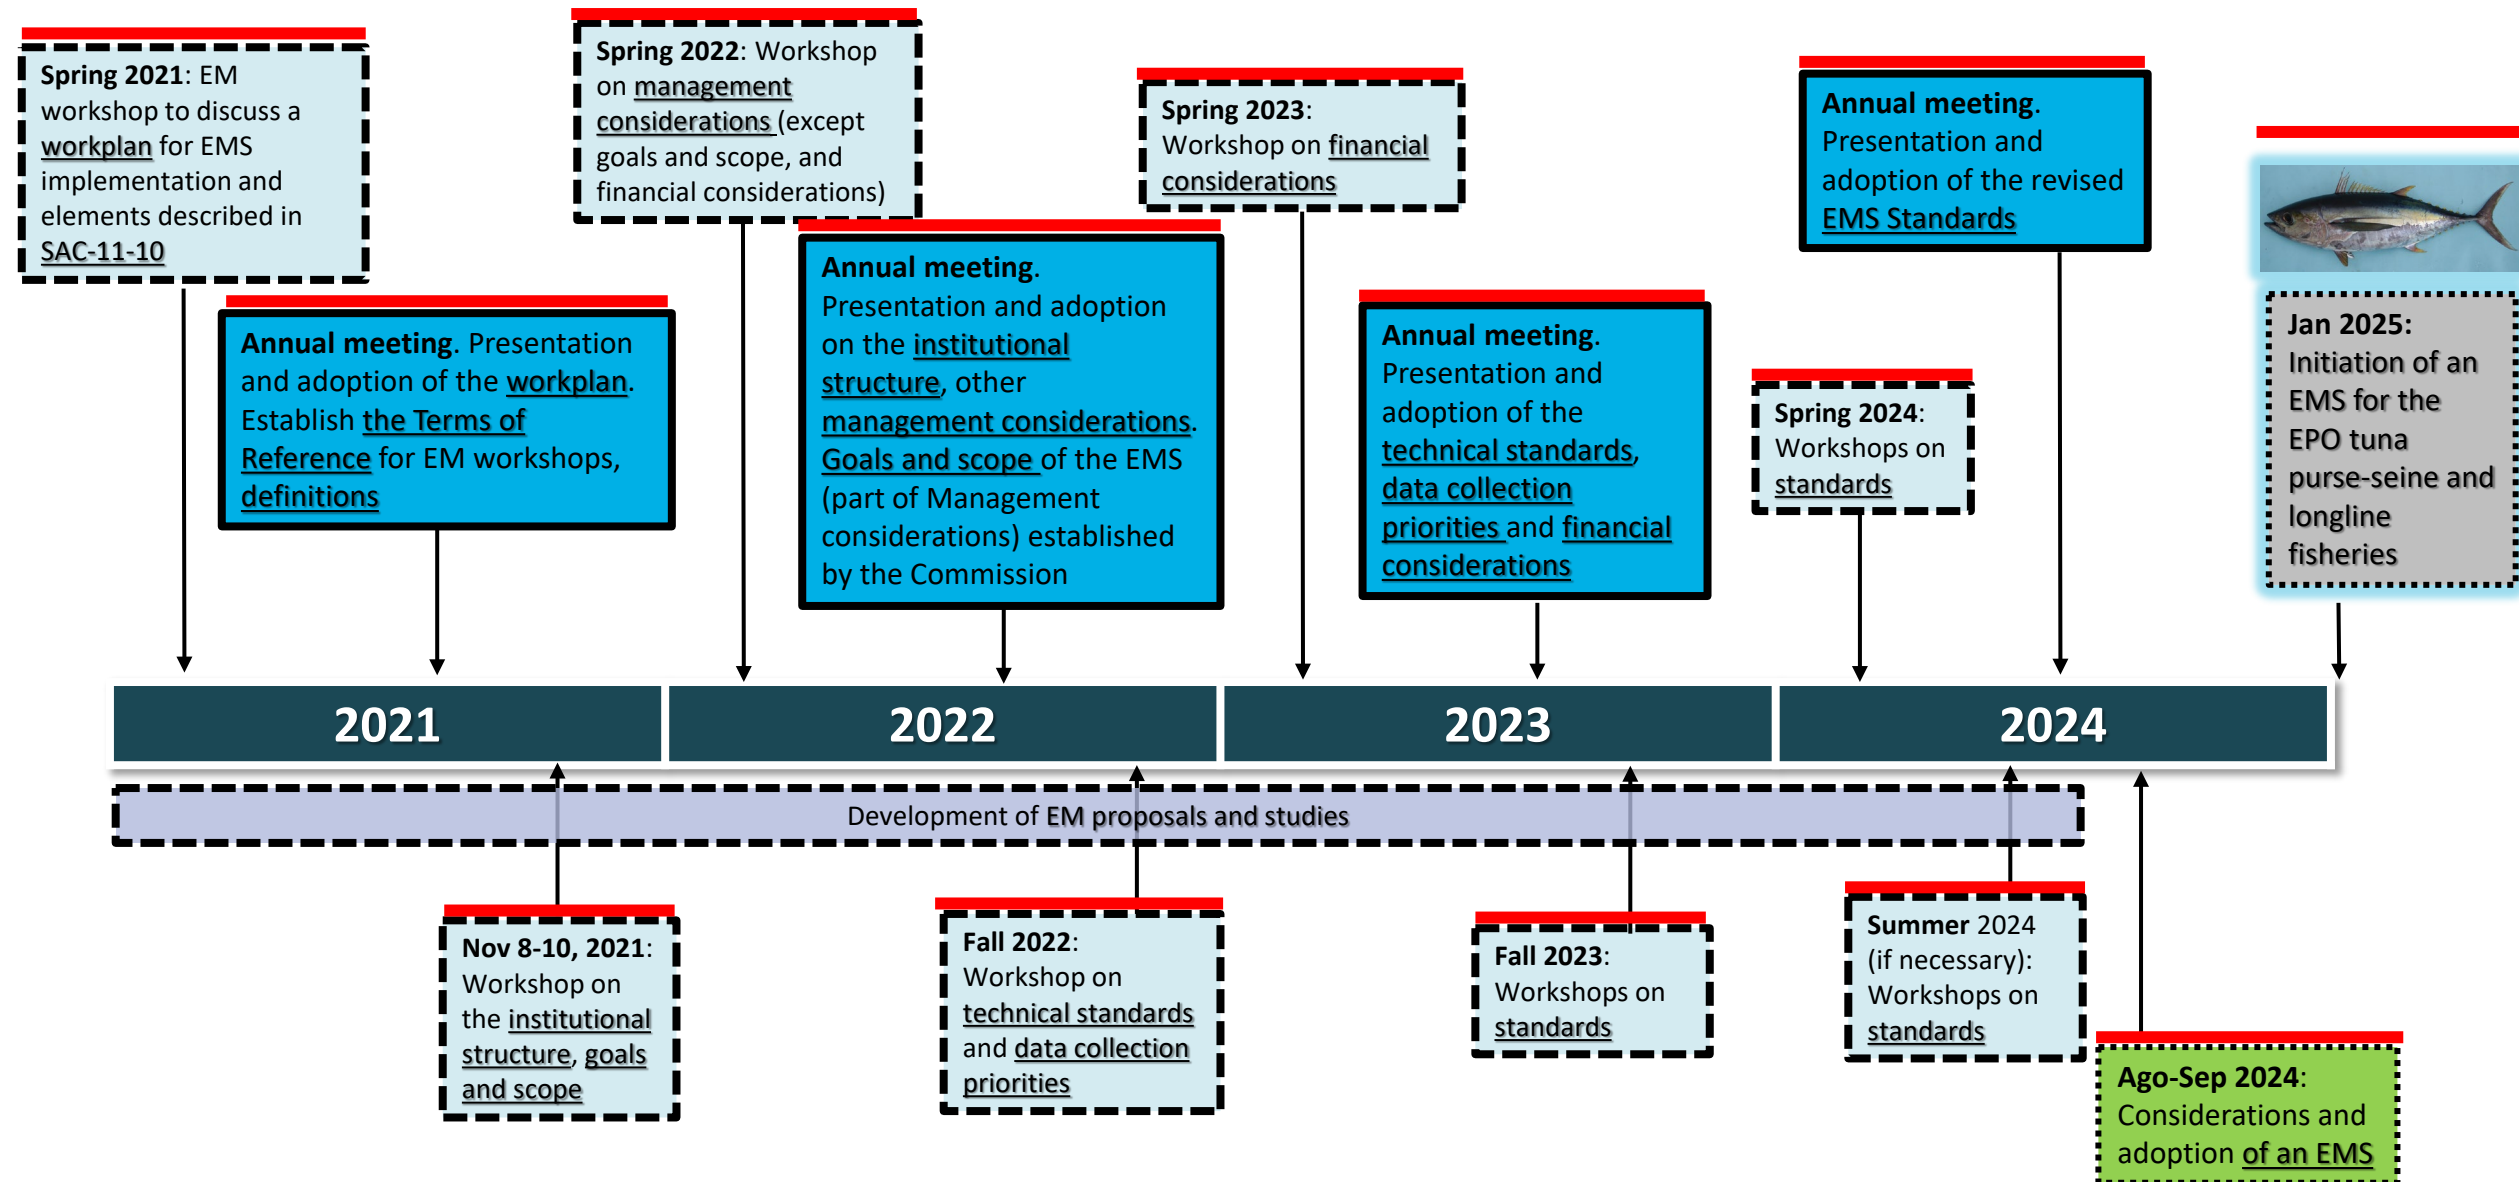 Spring 2021: EM
workshop to discuss a
workplan for EMS
implementation and
elements described in
SAC-11-10
Annual meeting. Presentation
and adoption of the workplan.
Establish the Terms of
Reference for EM workshops,
definitions
Spring 2022: Workshop
on management
considerations (except
goals and scope, and
financial considerations)
Annual meeting.
Presentation and adoption
on the institutional
structure, other
management considerations.
Goals and scope of the EMS
(part of Management
considerations) established
by the Commission
Spring 2023:
Workshop on financial
considerations
Annual meeting.
Presentation and
adoption of the
technical standards,
data collection
priorities and financial
considerations
Spring 2024:
Workshops on
standards
Annual meeting.
Presentation and
adoption of the revised
EMS Standards
Jan 2025:
Initiation of an
EMS for the
EPO tuna
purse-seine and
longline
fisheries
2021
2022
2023
2024
Development of EM proposals and studies
Nov 8-10, 2021:
Workshop on
the institutional
structure, goals
and scope
Fall 2022:
Workshop on
technical standards
and data collection
priorities
Fall 2023:
Workshops on
standards
Summer 2024
(if necessary):
Workshops on
standards
Ago-Sep 2024:
Considerations and
adoption of an EMS